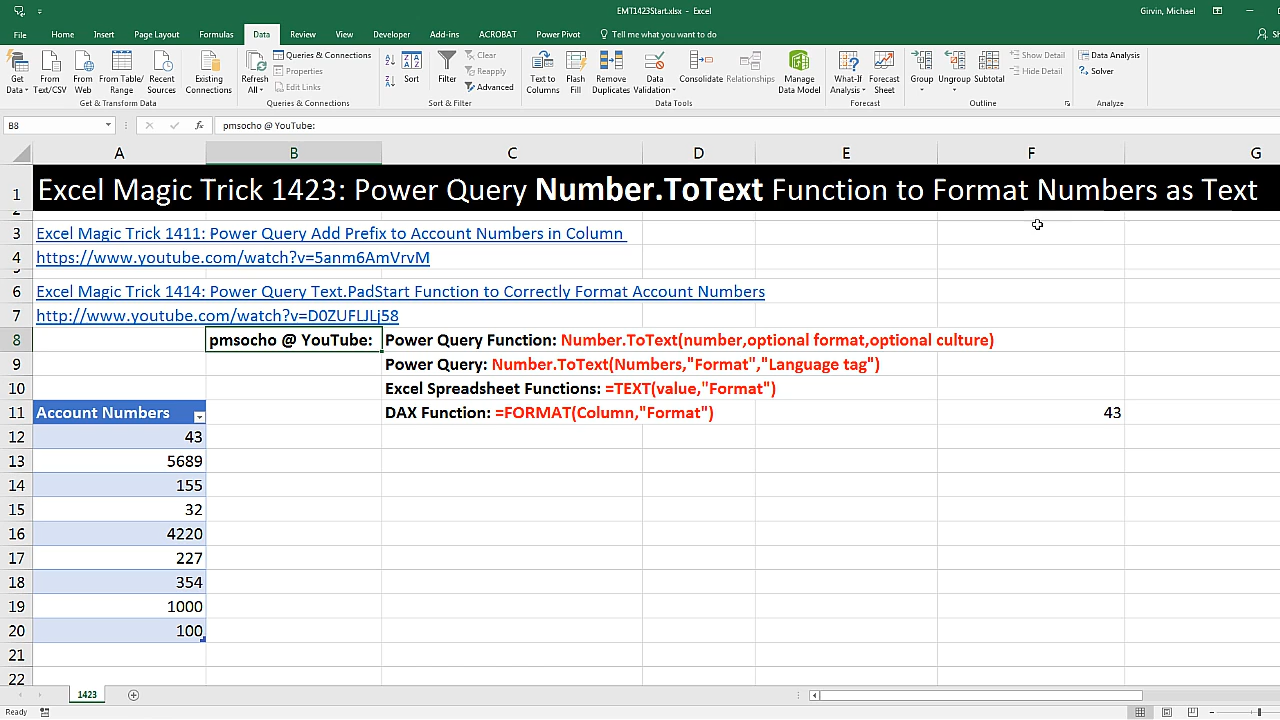 EMT1423Start.xlsx - Excel
Girvin, Michael
File Home Insert Page Layout Formulas Data Review View Developer Add-ins ACROBAT Power Pivot Tell me what you want to do
Get Data
From Text/CSV
From Web
From Table/ Range
Recent Sources
Get & Transform Data
Existing Connections
Refresh All
Queries & Connections
Properties
Edit Links
Queries & Connections
Sort
Filter
Clear
Reapply
Advanced
Sort & Filter
Text to Columns
Flash Fill
Remove Duplicates
Data Validation
Consolidate
Relationships
Manage Data Model
Data Tools
What-If Analysis
Forecast Sheet
Forecast
Group
Ungroup
Subtotal
Show Detail
Hide Detail
Outline
Data Analysis
Solver
Analyze
B8 fx pmsocho @ YouTube:
A B C D E F G
1 Excel Magic Trick 1423: Power Query Number.ToText Function to Format Numbers as Text
3 Excel Magic Trick 1411: Power Query Add Prefix to Account Numbers in Column
4 https://www.youtube.com/watch?v=5anm6AmVrvM
6 Excel Magic Trick 1414: Power Query Text.PadStart Function to Correctly Format Account Numbers
7 http://www.youtube.com/watch?v=D0ZUFLJLj58
8 pmsocho @ YouTube: Power Query Function: Number.ToText(number,optional format,optional culture)
9 Power Query: Number.ToText(Numbers,"Format","Language tag")
10 Excel Spreadsheet Functions: =TEXT(value,"Format")
11 Account Numbers DAX Function: =FORMAT(Column,"Format") 43
12 43
13 5689
14 155
15 32
16 4220
17 227
18 354
19 1000
20 100
21
22
1423
Ready